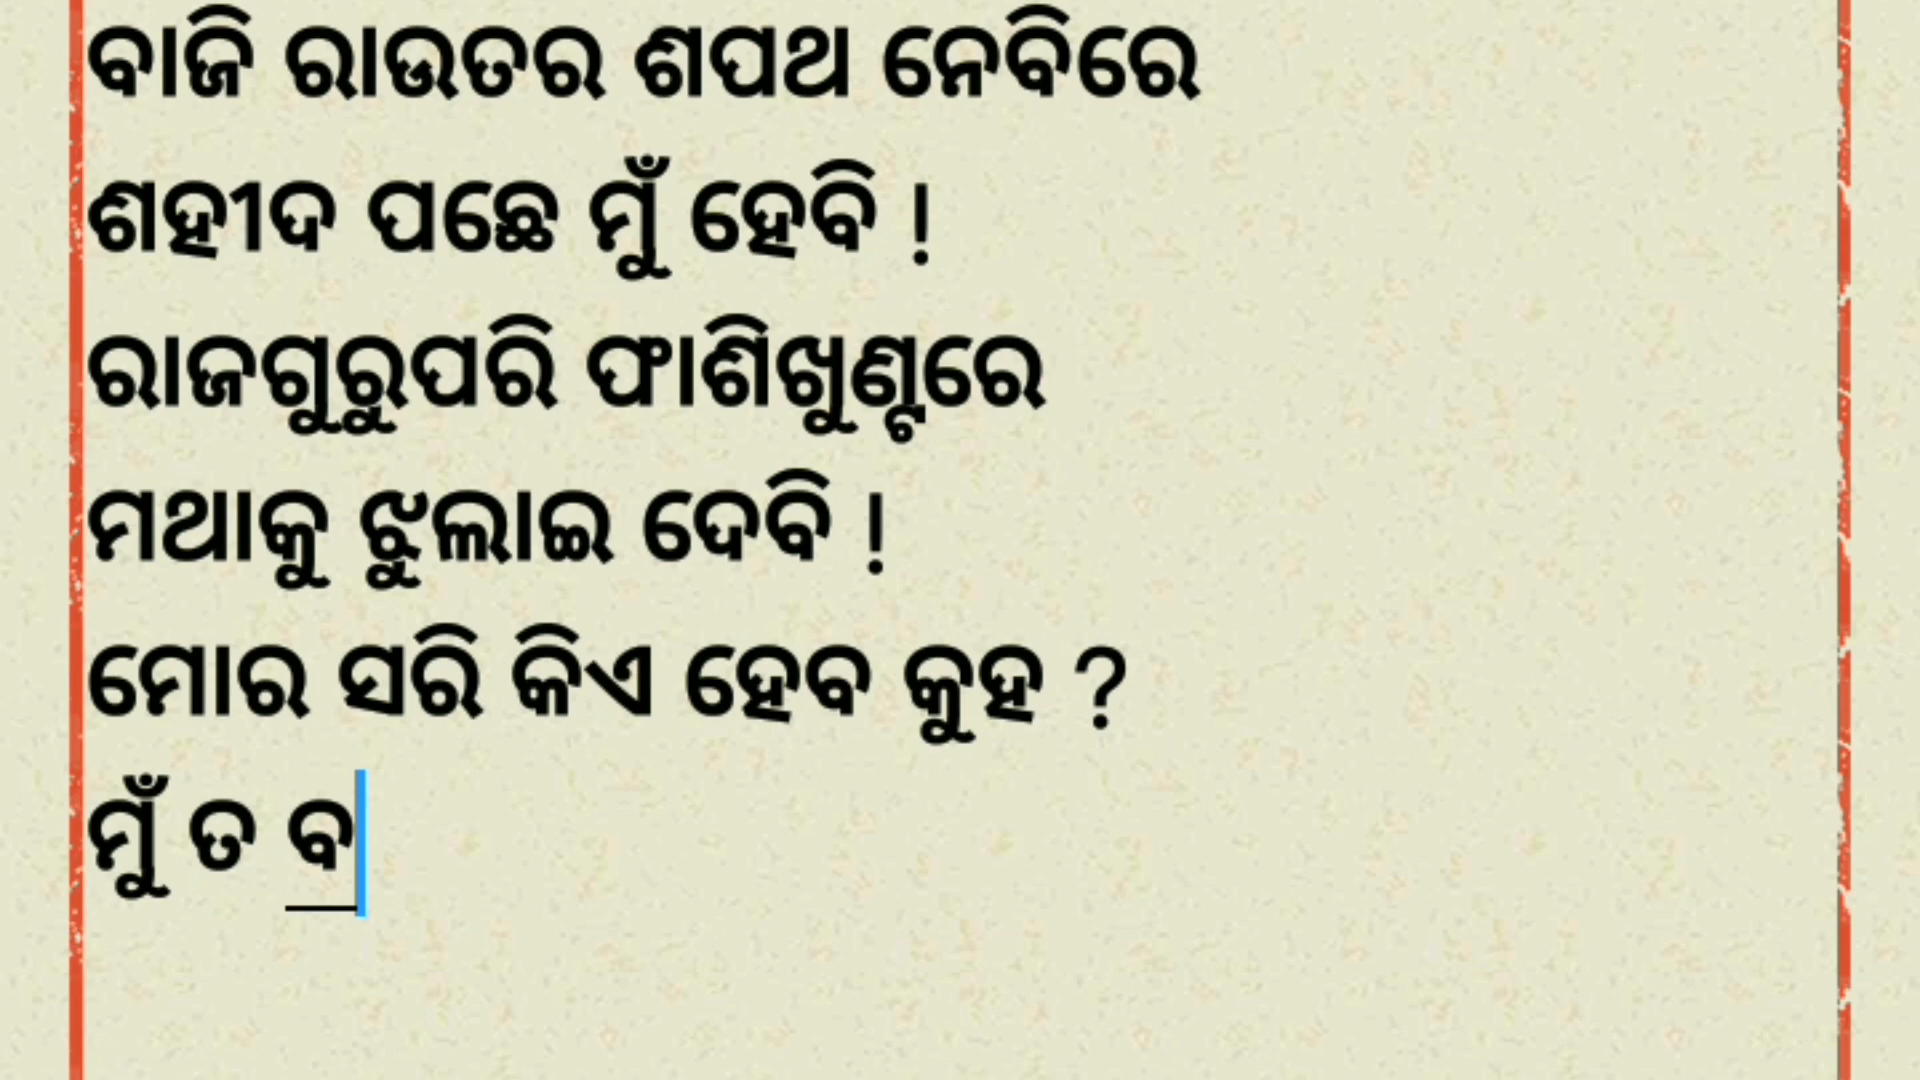 ବାଜି ରାଉତର ଶପଥ ନେବିରେ
ଶହୀଦ ପଛେ ମୁଁ ହେବି !
ରାଜଗୁରୁପରି ଫାଶିଖୁଣ୍ଟରେ
ମଥାକୁ ଝୁଲାଇ ଦେବି !
ମୋର ସରି କିଏ ହେବ କୁହ ?
ମୁଁ ତ ବ